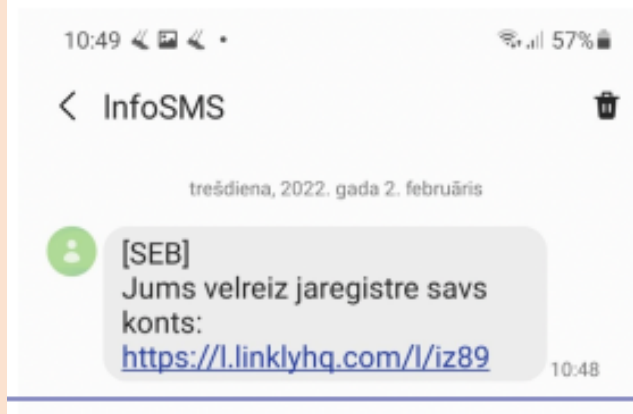 10:49 57%
InfoSMS
trešdiena, 2022. gada 2. februāris
[SEB]
Jums velreiz jaregistre savs
konts:
https://l.linklyhq.com/l/iz89
10:48